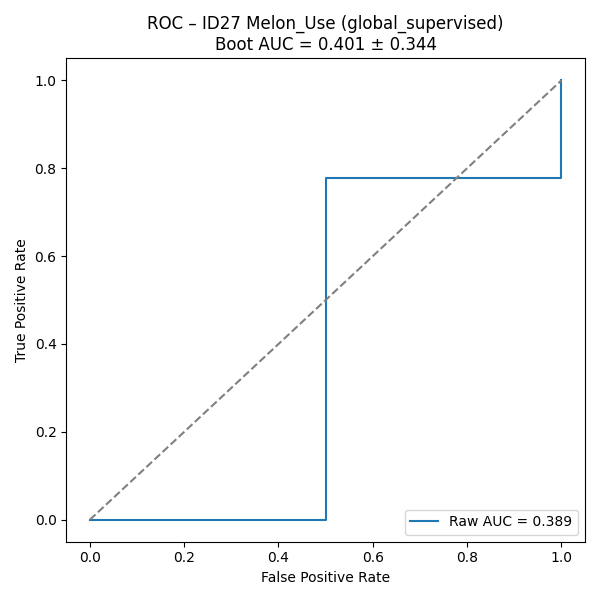 ROC – ID27 Melon_Use (global_supervised)
Boot AUC = 0.401 ± 0.344
1.0
0.8
0.6
0.4
0.2
0.0
True Positive Rate
Raw AUC = 0.389
0.0 0.2 0.4 0.6 0.8 1.0
False Positive Rate